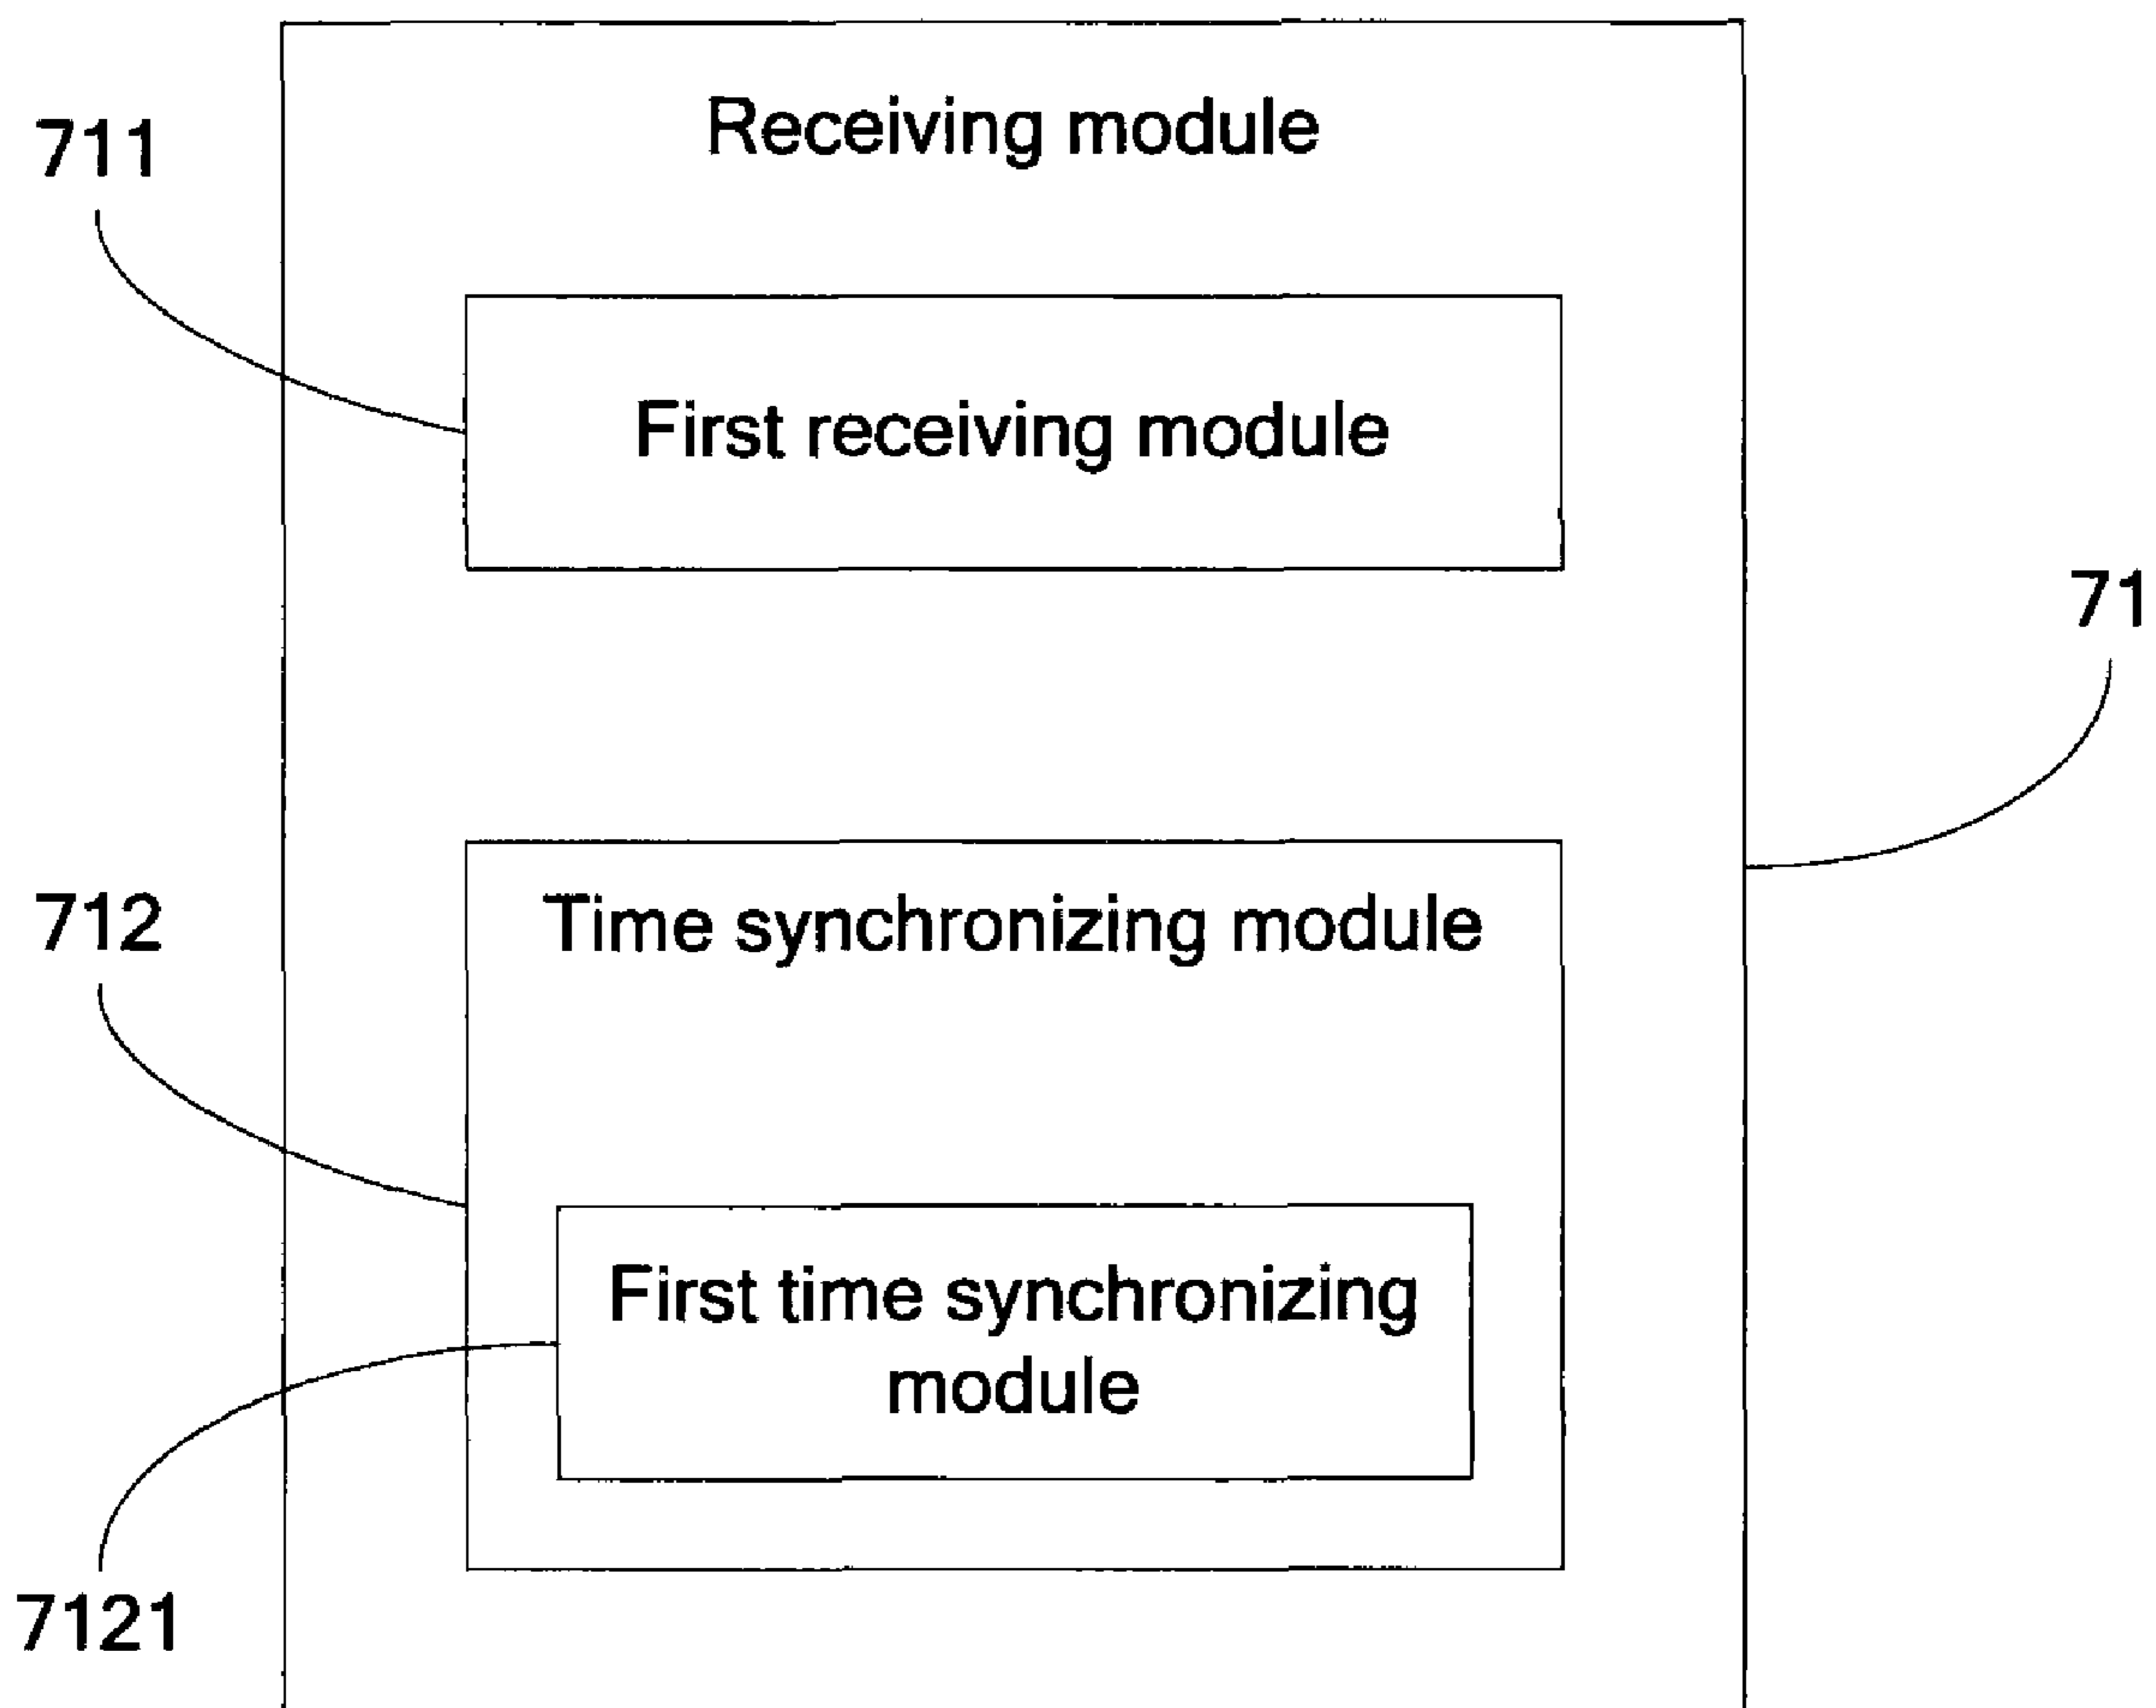 Receiving module
711
First receiving module
71
712
Time synchronizing module
First time synchronizing
module
7121